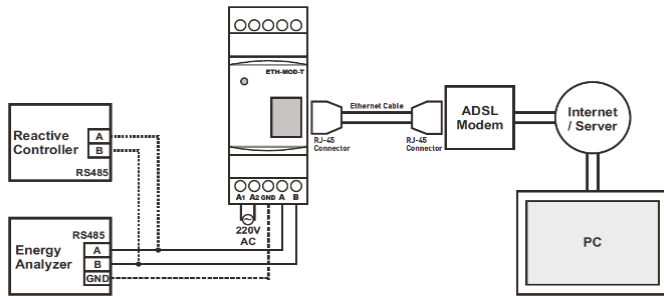 ETH-MOD-T
Ethernet Cable
RJ-45
Connector
RJ-45
Connector
ADSL
Modem
Internet
/ Server
PC
Reactive
Controller
A
B
RS485
A1 A2 GND A B
220V
AC
Energy
Analyzer
RS485
A
B
GND